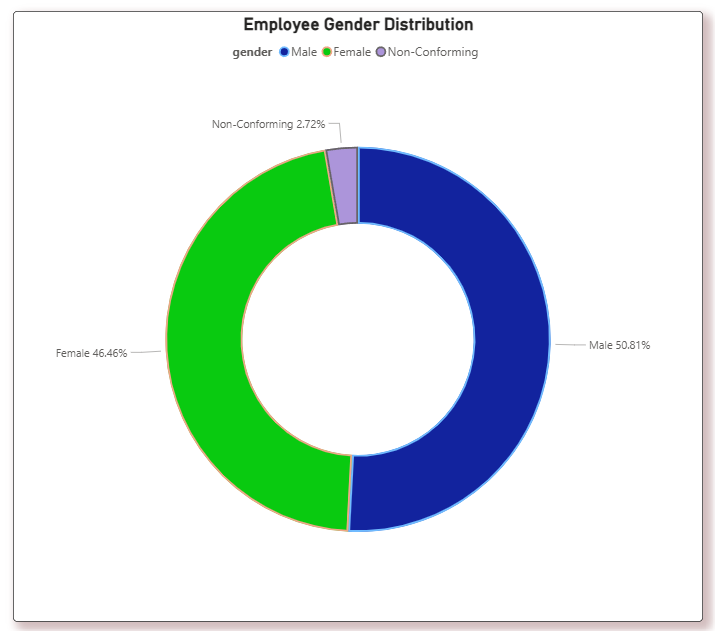 Employee Gender Distribution
gender Male Female Non-Conforming
Non-Conforming 2.72%
Female 46.46%
Male 50.81%